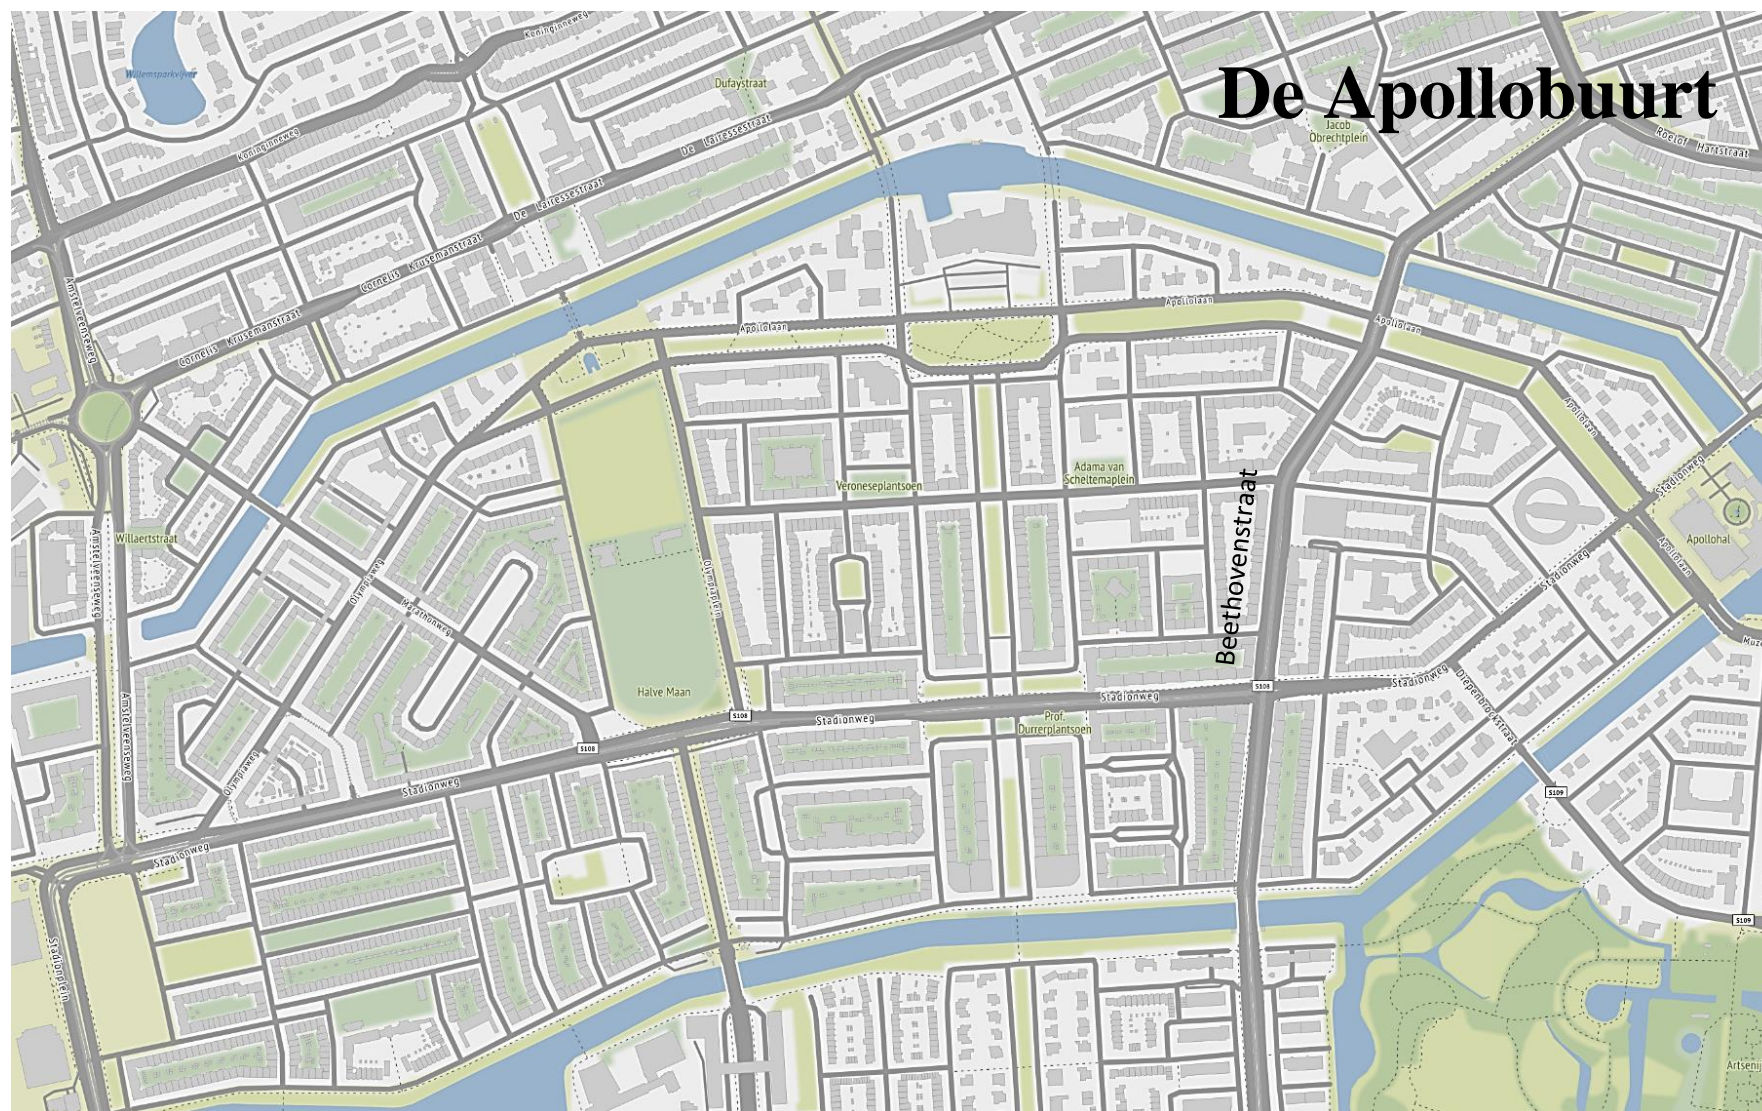 De Apollobuurt
Koninginneweg
Willemsparkvijver
Dufaystraat
Jacob
Obrechtplein
Roelof Hartstraat
Koninginneweg
De Lairessestraat
De Lairessestraat
Cornelis Krusemanstraat
Amstelveenseweg
Cornelis Krusemanstraat
Apollolaan
Apollolaan
Apollolaan
Apollolaan
Adama van
Scheltemaplein
Veroneseplantsoen
Stadionweg
Beethovenstraat
Willaertstraat
Amstelveenseweg
Olympiaweg
Marathonweg
Olympiaplein
Stadionweg
Apollohal
Apollolaan
Muze
Halve Maan
Stadionweg
S108
Stadionweg
Diepenbrockstraat
S108
Stadionweg
Prof.
Durrerplantsoen
S108
Amstelveenseweg
Olympiaweg
Stadionweg
S109
Stadionweg
S109
Stadionplein
Artsenij